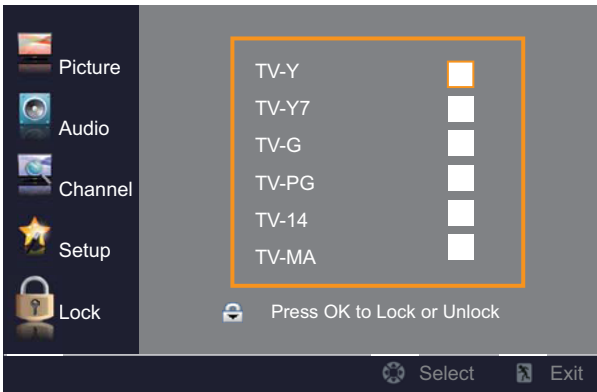 Picture
Audio
Channel
Setup
Lock
TV-Y
TV-Y7
TV-G
TV-PG
TV-14
TV-MA
Press OK to Lock or Unlock
Select
Exit